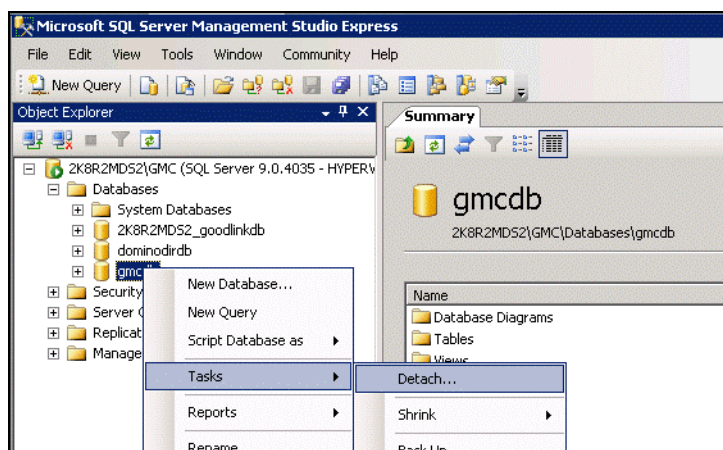 Microsoft SQL Server Management Studio Express
File Edit View Tools Window Community Help
New Query
Object Explorer
2K8R2MDS2\GMC (SQL Server 9.0.4035 - HYPERV
Databases
System Databases
2K8R2MDS2_goodlinkdb
dominodirdb
gmcdb
Security
Server
Replicat
Manage
New Database...
New Query
Script Database as
Tasks
Reports
Rename
Detach...
Shrink
Back Up
Summary
gmcdb
2K8R2MDS2\GMC\Databases\gmcdb
Name
Database Diagrams
Tables
Views